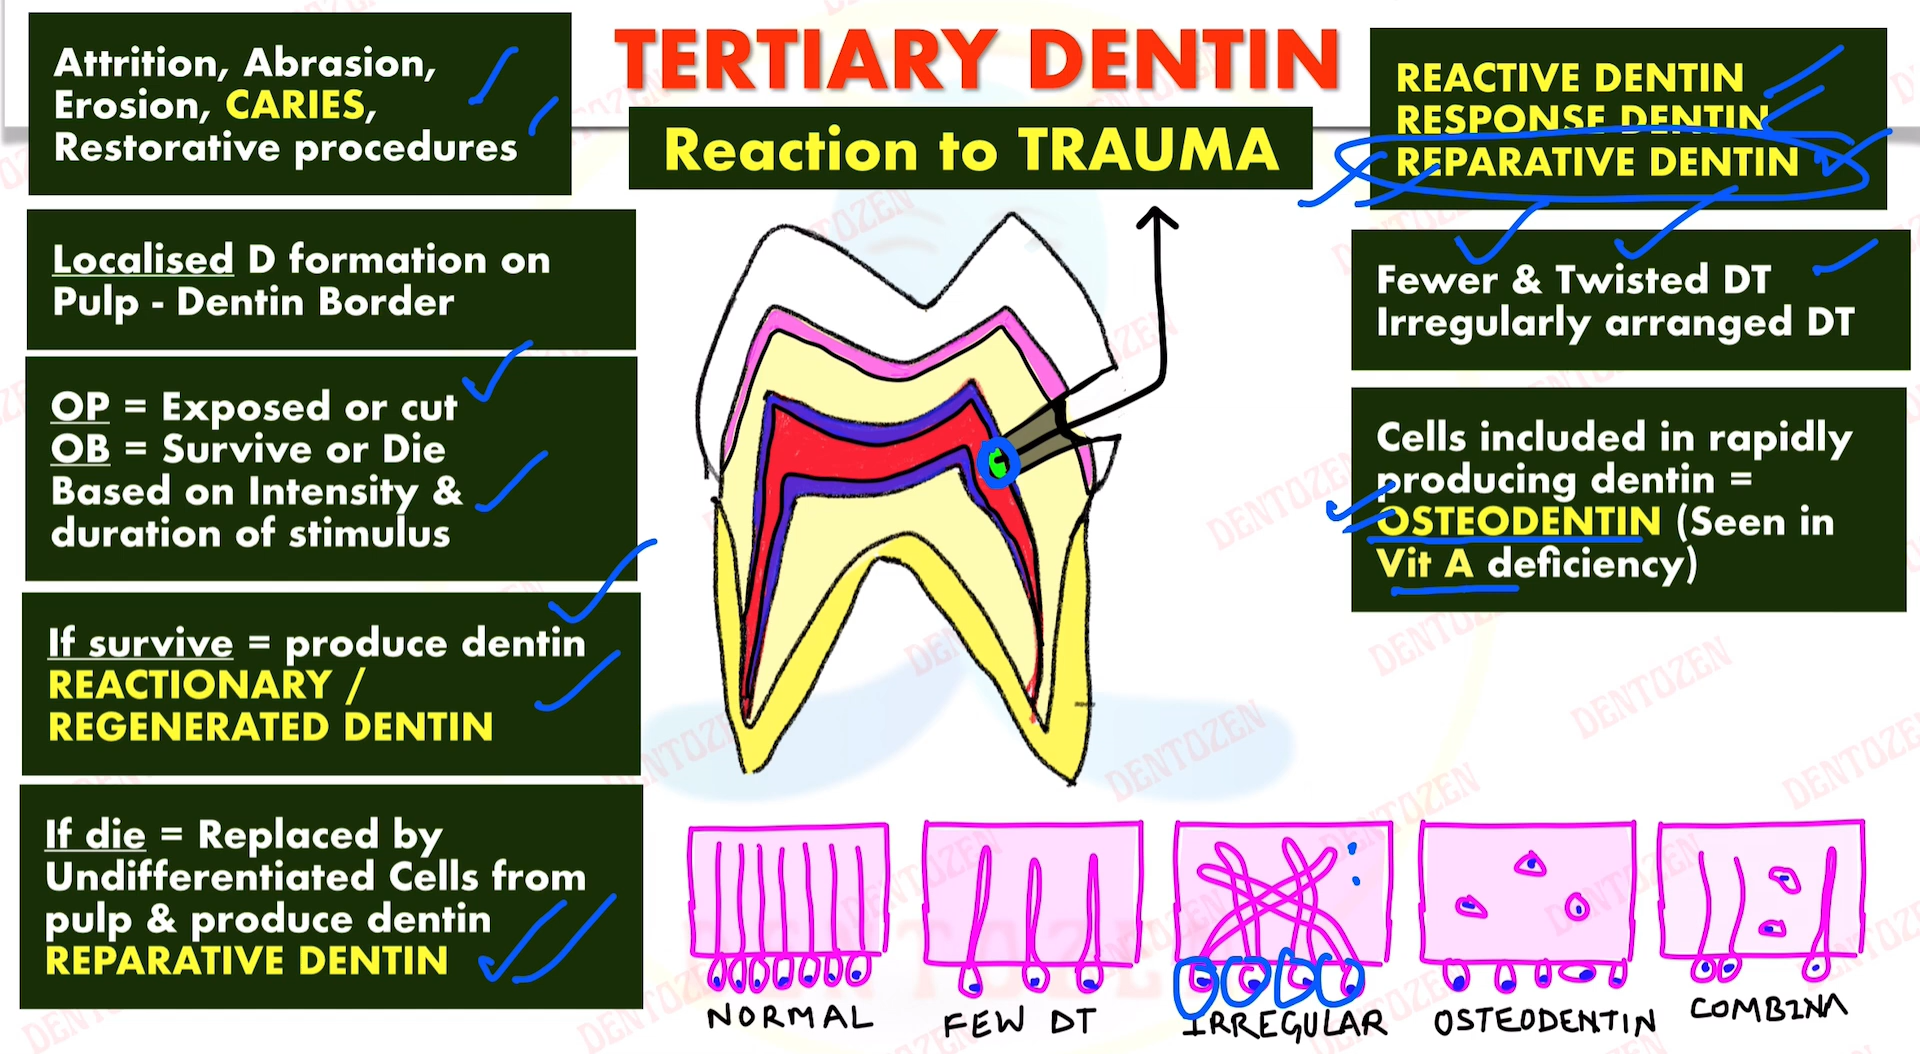 TERTIARY DENTIN
Reaction to TRAUMA
Attrition, Abrasion,
Erosion, CARIES,
Restorative procedures
Localised D formation on
Pulp - Dentin Border
OP = Exposed or cut
OB = Survive or Die
Based on Intensity &
duration of stimulus
If survive = produce dentin
REACTIONARY /
REGENERATED DENTIN
If die = Replaced by
Undifferentiated Cells from
pulp & produce dentin
REPARATIVE DENTIN
REACTIVE DENTIN
RESPONSE DENTIN
REPARATIVE DENTIN
Fewer & Twisted DT
Irregularly arranged DT
Cells included in rapidly
producing dentin =
OSTEODENTIN (Seen in
Vit A deficiency)
NORMAL
FEW DT
IRREGULAR
OSTEODENTIN
COMBINA
DENTOZEN